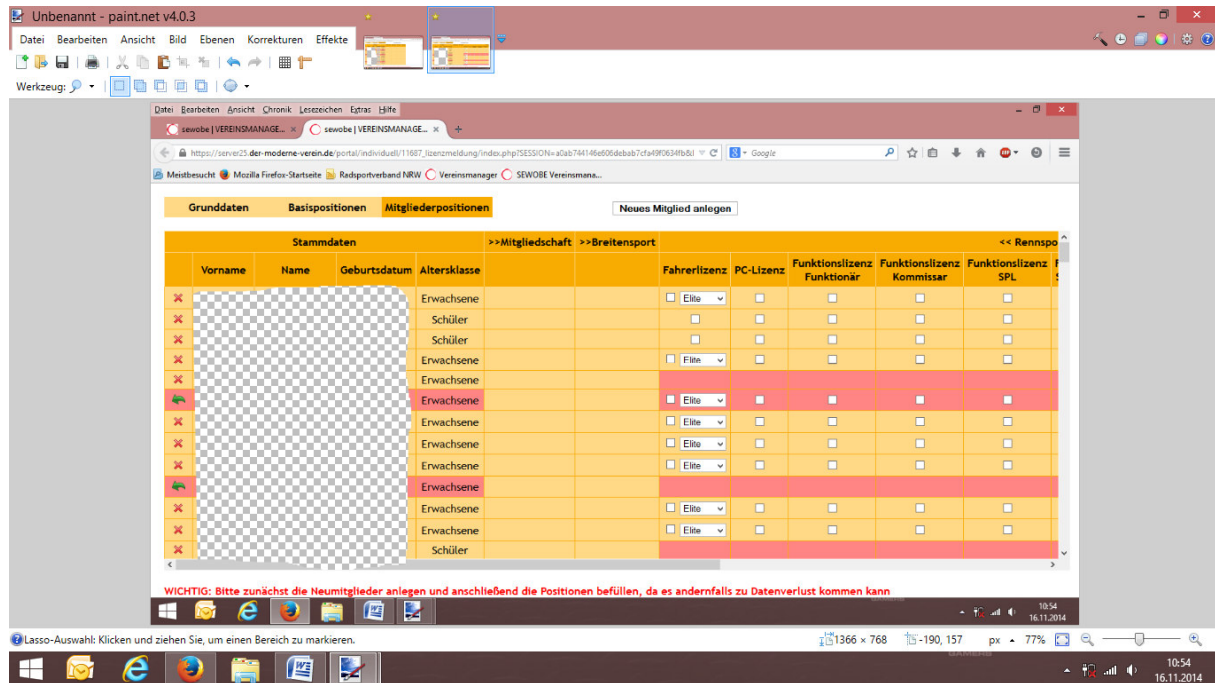 Unbenannt - paint.net v4.0.3
Datei Bearbeiten Ansicht Bild Ebenen Korrekturen Effekte
Werkzeug:
Datei Bearbeiten Ansicht Chronik Lesezeichen Extras Hilfe
sewobe | VEREINSMANAGE... × sewobe | VEREINSMANAGE... × +
https://server25.der-moderne-verein.de/portal/individuell/11687_lizenzmeldung/index.php?SESSION= Google
Meistbesucht Mozilla Firefox-Startseite Radsportverband NRW Vereinsmanager SEWOBE Vereinsmana...
Grunddaten Basispositionen Mitgliederpositionen Neues Mitglied anlegen
Stammdaten >>Mitgliedschaft >>Breitensport << Rennspo
Vorname Name Geburtsdatum Altersklasse Fahrerlizenz PC-Lizenz Funktionslizenz Funktionslizenz Funktionslizenz
Funktionär Kommissar SPL
Erwachsene Elite
Schüler
Schüler
Erwachsene Elite
Erwachsene
Erwachsene Elite
Erwachsene Elite
Erwachsene Elite
Erwachsene Elite
Erwachsene
Erwachsene Elite
Erwachsene Elite
Schüler
WICHTIG: Bitte zunächst die Neumitglieder anlegen und anschließend die Positionen befüllen, da es andernfalls zu Datenverlust kommen kann
10:54
16.11.2014
Lasso-Auswahl: Klicken und ziehen Sie, um einen Bereich zu markieren. 1366 × 768 -190, 157 px 77%
10:54
16.11.2014